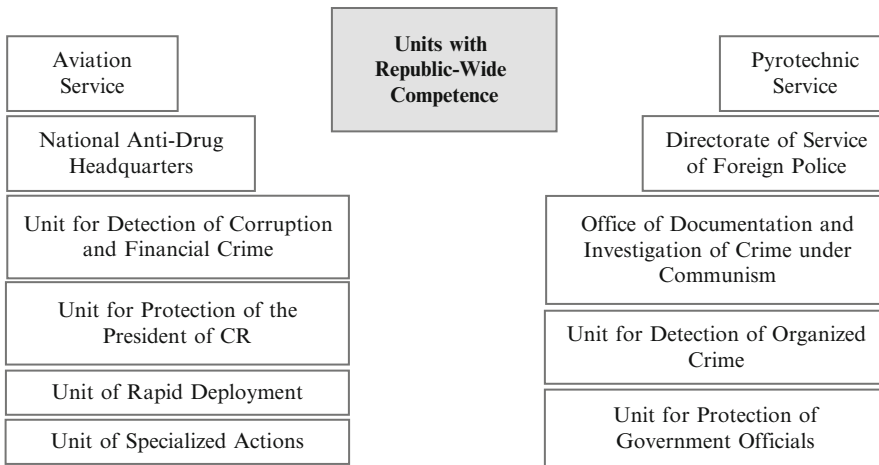 Units with
Republic-Wide
Competence
Aviation
Service
National Anti-Drug
Headquarters
Unit for Detection of Corruption
and Financial Crime
Unit for Protection of the
President of CR
Unit of Rapid Deployment
Unit of Specialized Actions
Pyrotechnic
Service
Directorate of Service
of Foreign Police
Office of Documentation and
Investigation of Crime under
Communism
Unit for Detection of Organized
Crime
Unit for Protection of
Government Officials